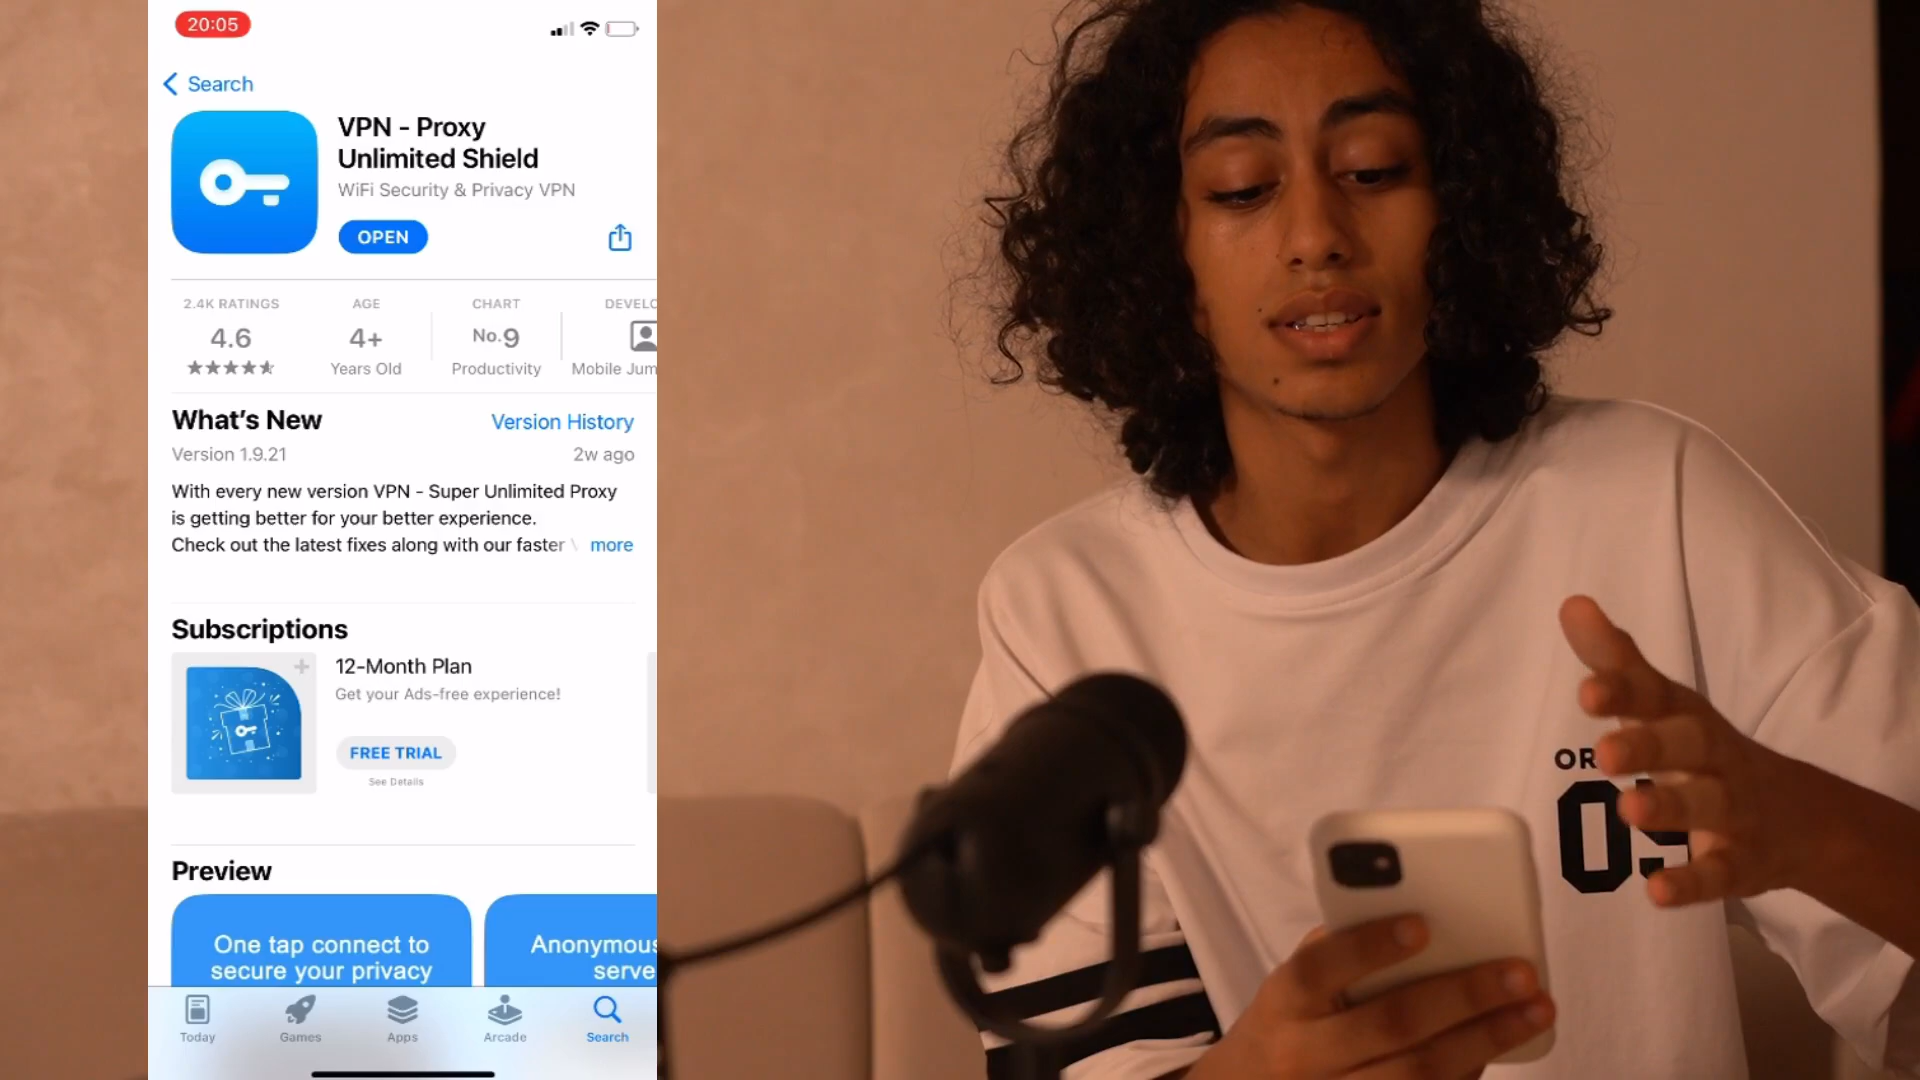 20:05
Search
VPN - Proxy
Unlimited Shield
WiFi Security & Privacy VPN
OPEN
2.4K RATINGS
4.6
AGE
4+
Years Old
CHART
No.9
Productivity
DEVELO
Mobile Jum
What's New
Version History
Version 1.9.21
2w ago
With every new version VPN - Super Unlimited Proxy
is getting better for your better experience.
Check out the latest fixes along with our faster
more
Subscriptions
12-Month Plan
Get your Ads-free experience!
FREE TRIAL
See Details
Preview
One tap connect to
secure your privacy
Anonymous
serve
Today
Games
Apps
Arcade
Search
OR